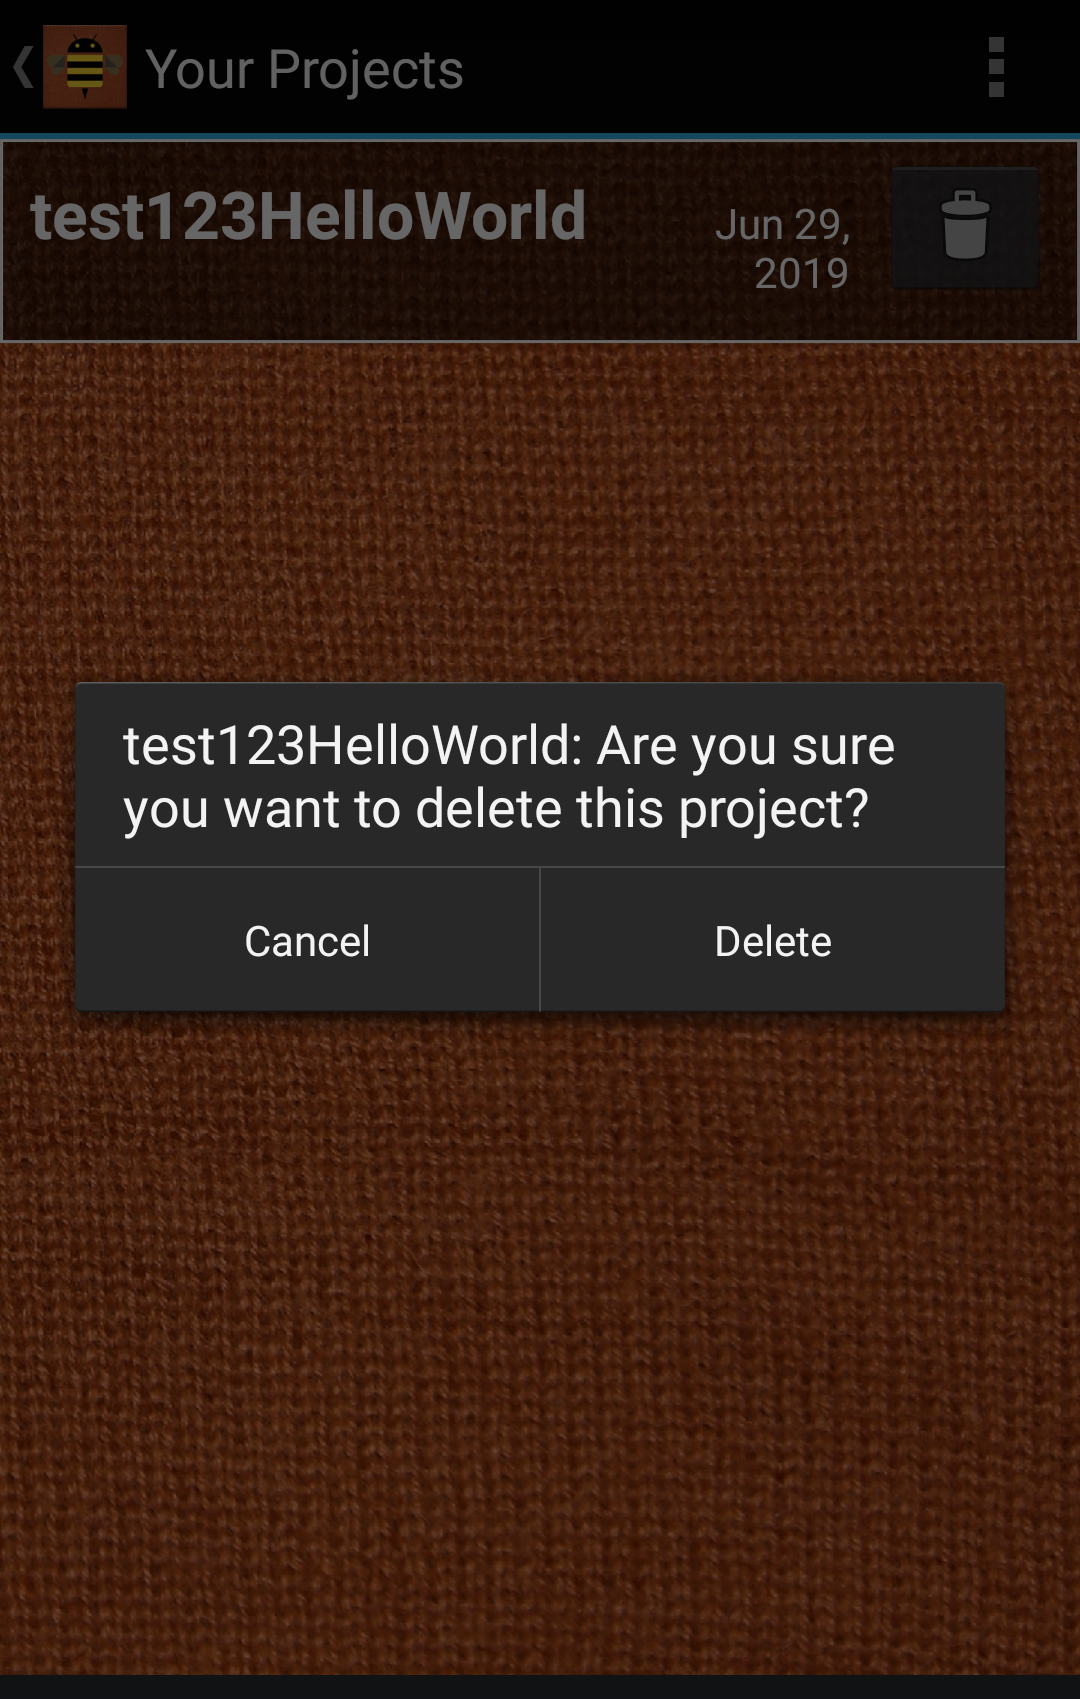 Your Projects
test123HelloWorld
Jun 29,
2019
test123HelloWorld: Are you sure
you want to delete this project?
Cancel
Delete